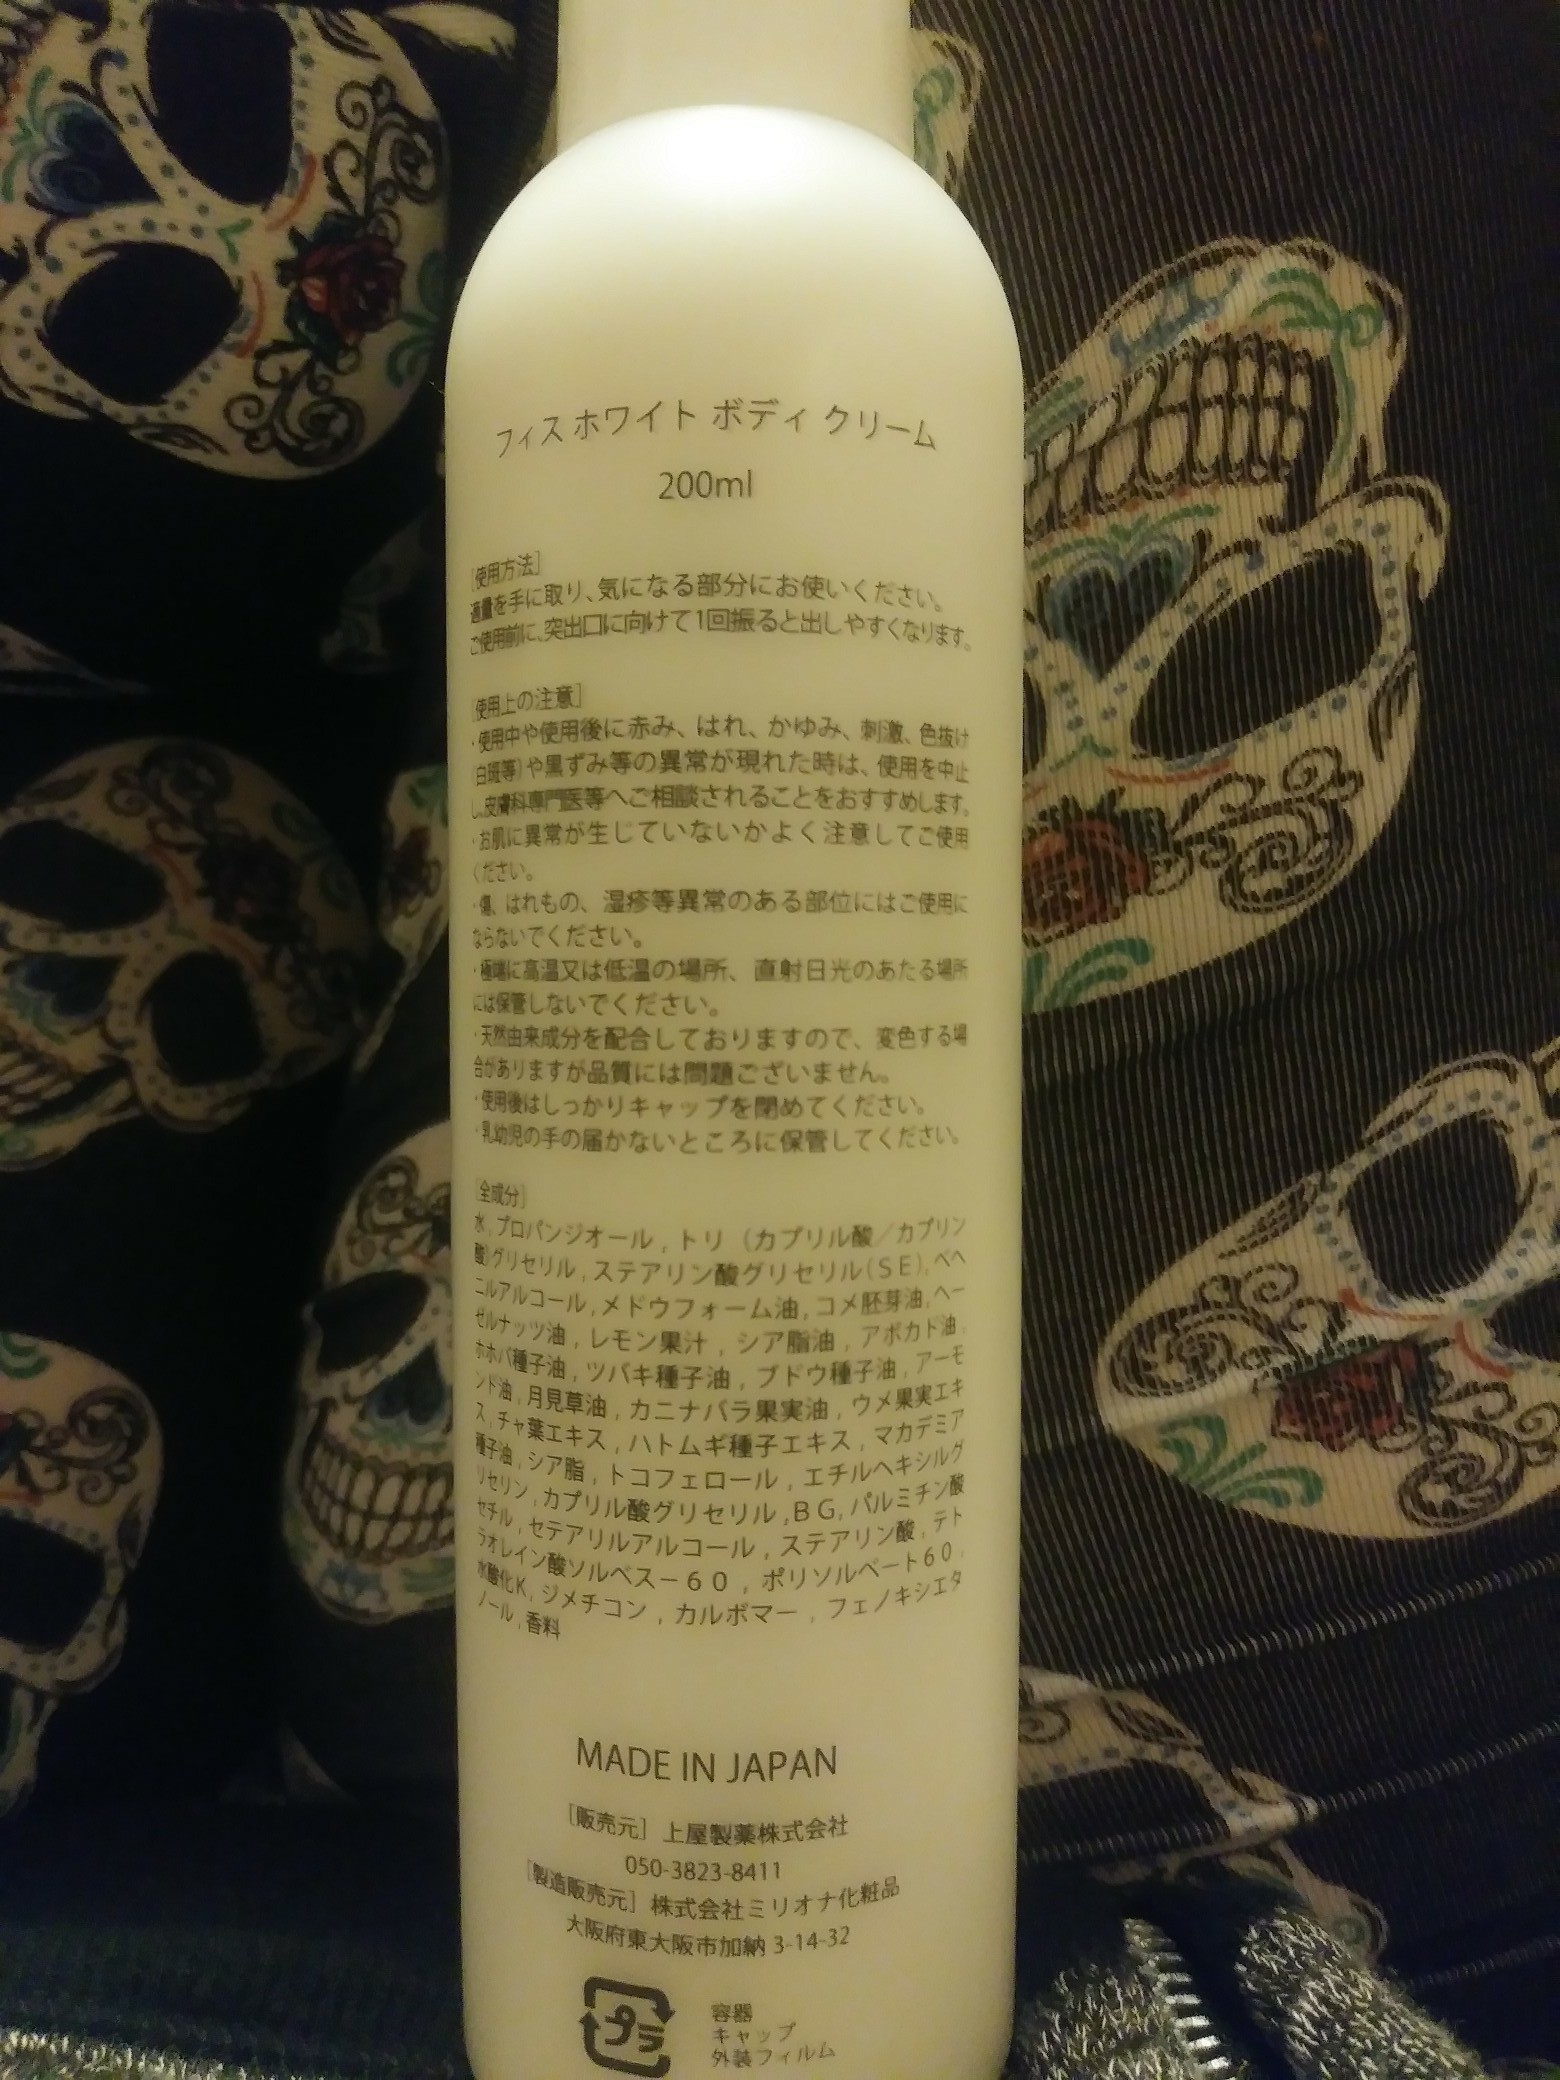 フィス ホワイト ボディ クリーム
200ml
[使用方法]
適量を手に取り、気になる部分にお使いください。
ご使用前に、突出口に向けて1回振ると出しやすくなります。
[使用上の注意]
・使用中や使用後に赤み、はれ、かゆみ、刺激、色抜け
(白斑等)や黒ずみ等の異常が現れた時は、使用を中止
し、皮膚科専門医等へご相談されることをおすすめします。
・お肌に異常が生じていないかよく注意してご使用
ください。
・傷、はれもの、湿疹等異常のある部位にはご使用に
ならないでください。
・極端に高温又は低温の場所、直射日光のあたる場所
には保管しないでください。
・天然由来成分を配合しておりますので、変色する場
合がありますが品質には問題ございません。
・使用後はしっかりキャップを閉めてください。
・乳幼児の手の届かないところに保管してください。
[全成分]
水,プロパンジオール,トリ（カプリル酸／カプリン
酸)グリセリル,ステアリン酸グリセリル(SE),ベヘ
ニルアルコール,メドウフォーム油,コメ胚芽油,ヘー
ゼルナッツ油,レモン果汁,シア脂油,アボカド油,
ホホバ種子油,ツバキ種子油,ブドウ種子油,アーモ
ンド油,月見草油,カニナバラ果実油,ウメ果実エキ
ス,チャ葉エキス,ハトムギ種子エキス,マカデミア
種子油,シア脂,トコフェロール,エチルヘキシルグ
リセリン,カプリル酸グリセリル,BG,パルミチン酸
セチル,セテアリルアルコール,ステアリン酸,テト
ラオレイン酸ソルベスー60,ポリソルベート60,
水酸化K,ジメチコン,カルボマー,フェノキシエタ
ノール,香料
MADE IN JAPAN
[販売元] 上屋製薬株式会社
050-3823-8411
[製造販売元] 株式会社ミリオナ化粧品
大阪府東大阪市加納 3-14-32
プラ
容器
キャップ
外装フィルム